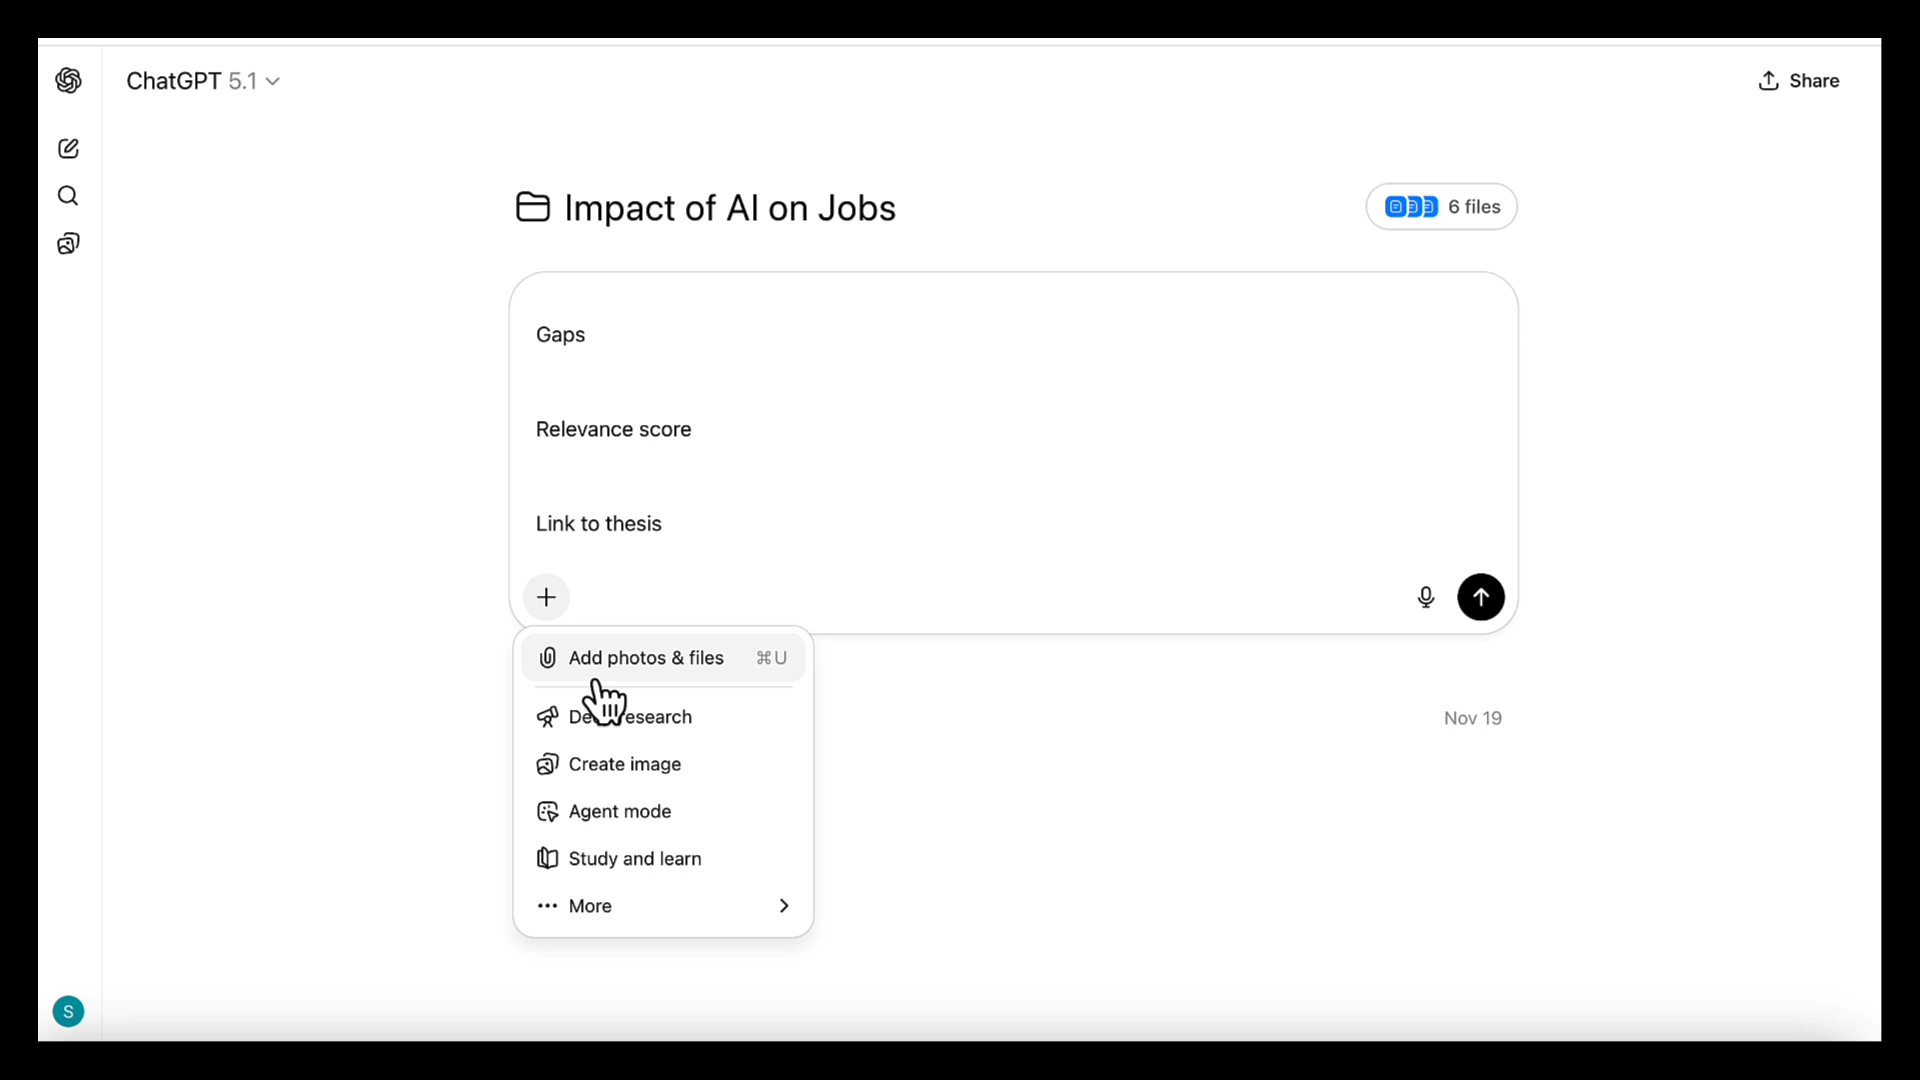 ChatGPT 5.1
Share
Impact of AI on Jobs
6 files
Gaps
Relevance score
Link to thesis
Add photos & files ⌘U
research
Nov 19
Create image
Agent mode
Study and learn
More
S